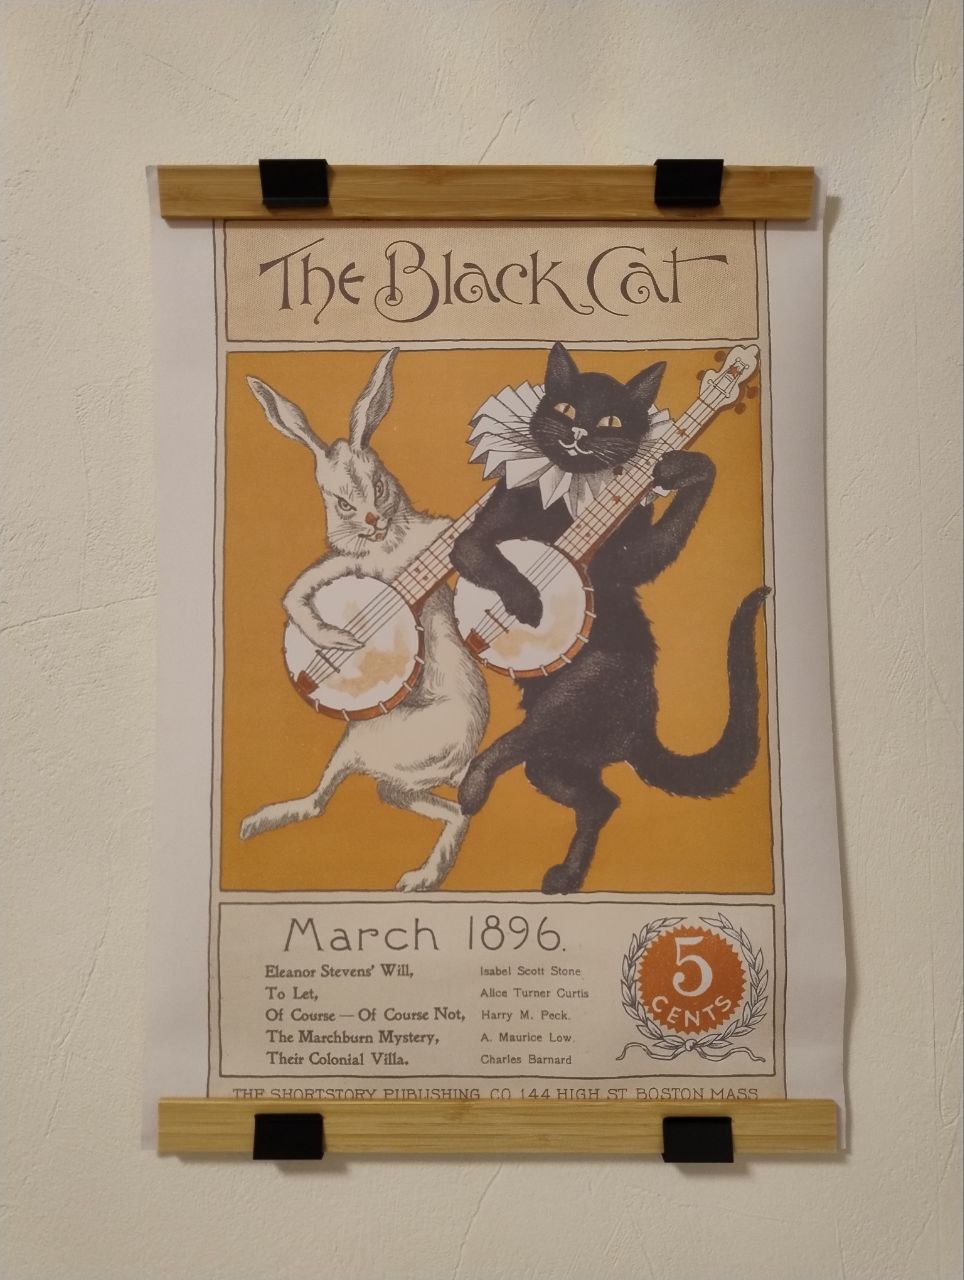 The Black Cat
March 1896.
Eleanor Stevens' Will, Isabel Scott Stone.
To Let, Alice Turner Curtis
Of Course — Of Course Not, Harry M. Peck.
The Marchburn Mystery, A. Maurice Low.
Their Colonial Villa. Charles Barnard
5
CENTS
THE SHORTSTORY PUBLISHING CO 144 HIGH ST BOSTON MASS